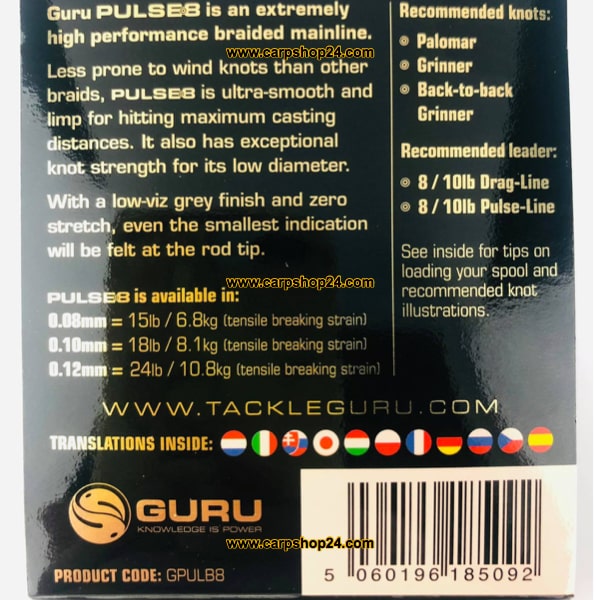 Guru PULSE8 is an extremely
high performance braided mainline.
www.carpshop24.com
Less prone to wind knots than other
braids, PULSE8 is ultra-smooth and
limp for hitting maximum casting
distances. It also has exceptional
www.carpshop24.com
knot strength for its low diameter.
With a low-viz grey finish and zero
stretch, even the smallest indication
will be felt at the rod tip.
www.carpshop24.com
PULSE8 is available in:
0.08mm = 15lb / 6.8kg (tensile breaking strain)
0.10mm = 18lb / 8.1kg (tensile breaking strain)
0.12mm = 24lb / 10.8kg (tensile breaking strain)
Recommended knots:
Palomar
Grinner
Back-to-back
Grinner
Recommended leader:
8 / 10lb Drag-Line
8 / 10lb Pulse-Line
See inside for tips on
loading your spool and
recommended knot
illustrations.
www.carpshop24.com
WWW.TACKLEGURU.COM
TRANSLATIONS INSIDE:
GURU
KNOWLEDGE IS POWER
www.carpshop24.com
PRODUCT CODE: GPULB8
5 060196 185092